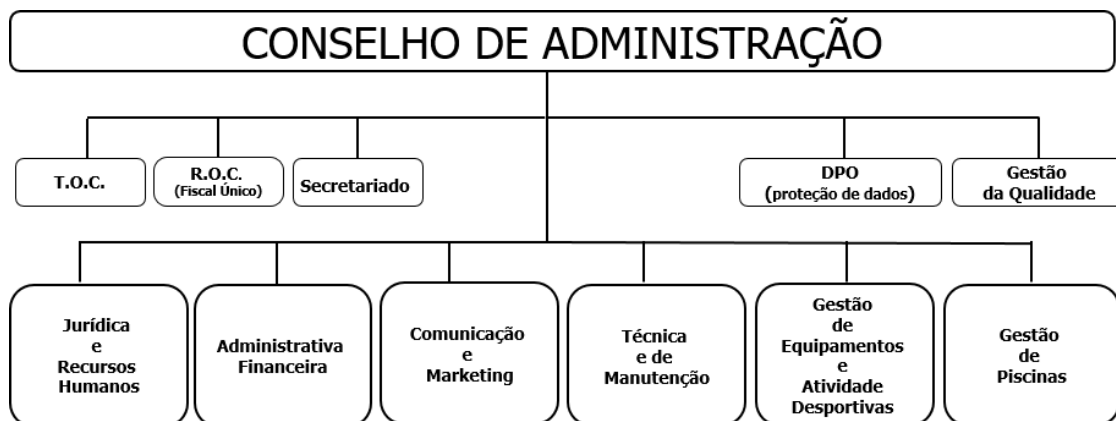 CONSELHO DE ADMINISTRAÇÃO
T.O.C.
R.O.C.
(Fiscal Único)
Secretariado
DPO
(proteção de dados)
Gestão
da Qualidade
Jurídica
e
Recursos
Humanos
Administrativa
Financeira
Comunicação
e
Marketing
Técnica
e de
Manutenção
Gestão
de
Equipamentos
e
Atividade
Desportivas
Gestão
de
Piscinas